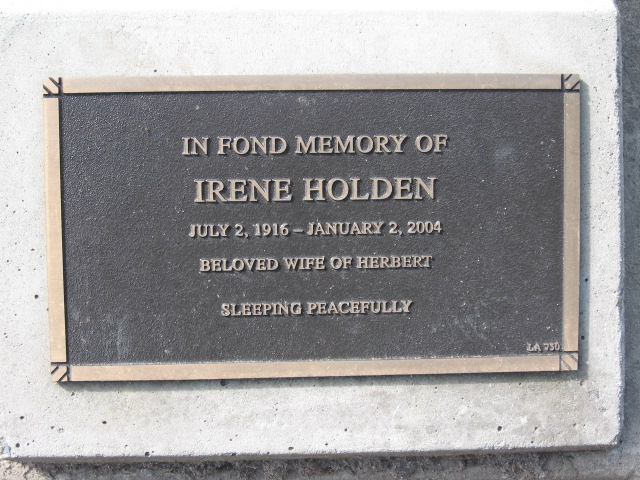 IN FOND MEMORY OF
IRENE HOLDEN
JULY 2, 1916 – JANUARY 2, 2004
BELOVED WIFE OF HERBERT
SLEEPING PEACEFULLY
LA 730